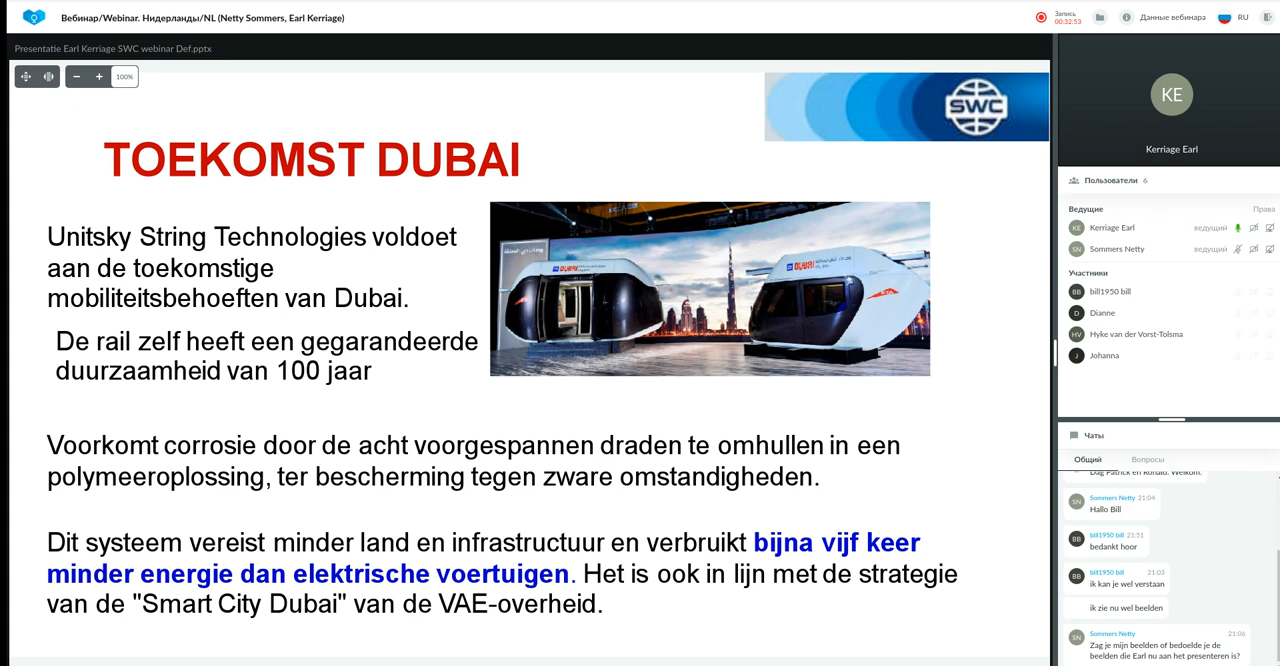 Вебинар/Webinar. Нидерланды/NL (Netty Sommers, Earl Kerriage)
Запись
00:32:53
Данные вебинара
RU
Presentatie Earl Kerriage SWC webinar Def.pptx
100%
SWC
TOEKOMST DUBAI
Unitsky String Technologies voldoet
aan de toekomstige
mobiliteitsbehoeften van Dubai.
De rail zelf heeft een gegarandeerde
duurzaamheid van 100 jaar
DUBAI
DUBAI
Voorkomt corrosie door de acht voorgespannen draden te omhullen in een
polymeeroplossing, ter bescherming tegen zware omstandigheden.
Dit systeem vereist minder land en infrastructuur en verbruikt bijna vijf keer
minder energie dan elektrische voertuigen. Het is ook in lijn met de strategie
van de "Smart City Dubai" van de VAE-overheid.
KE
Kerriage Earl
Пользователи 6
Ведущие Права
KE Kerriage Earl ведущий
SN Sommers Netty ведущий
Участники
BB bill1950 bill
D Dianne
HV Hyke van der Vorst-Tolsma
J Johanna
Чаты
Общий Вопросы
Dag Patrick en Ronald. Welkom.
SN Sommers Netty 21:04
Hallo Bill
BB bill1950 bill 21:51
bedankt hoor
BB bill1950 bill 21:03
ik kan je wel verstaan
ik zie nu wel beelden
SN Sommers Netty 21:06
Zag je mijn beelden of bedoelde je de
beelden die Earl nu aan het presenteren is?